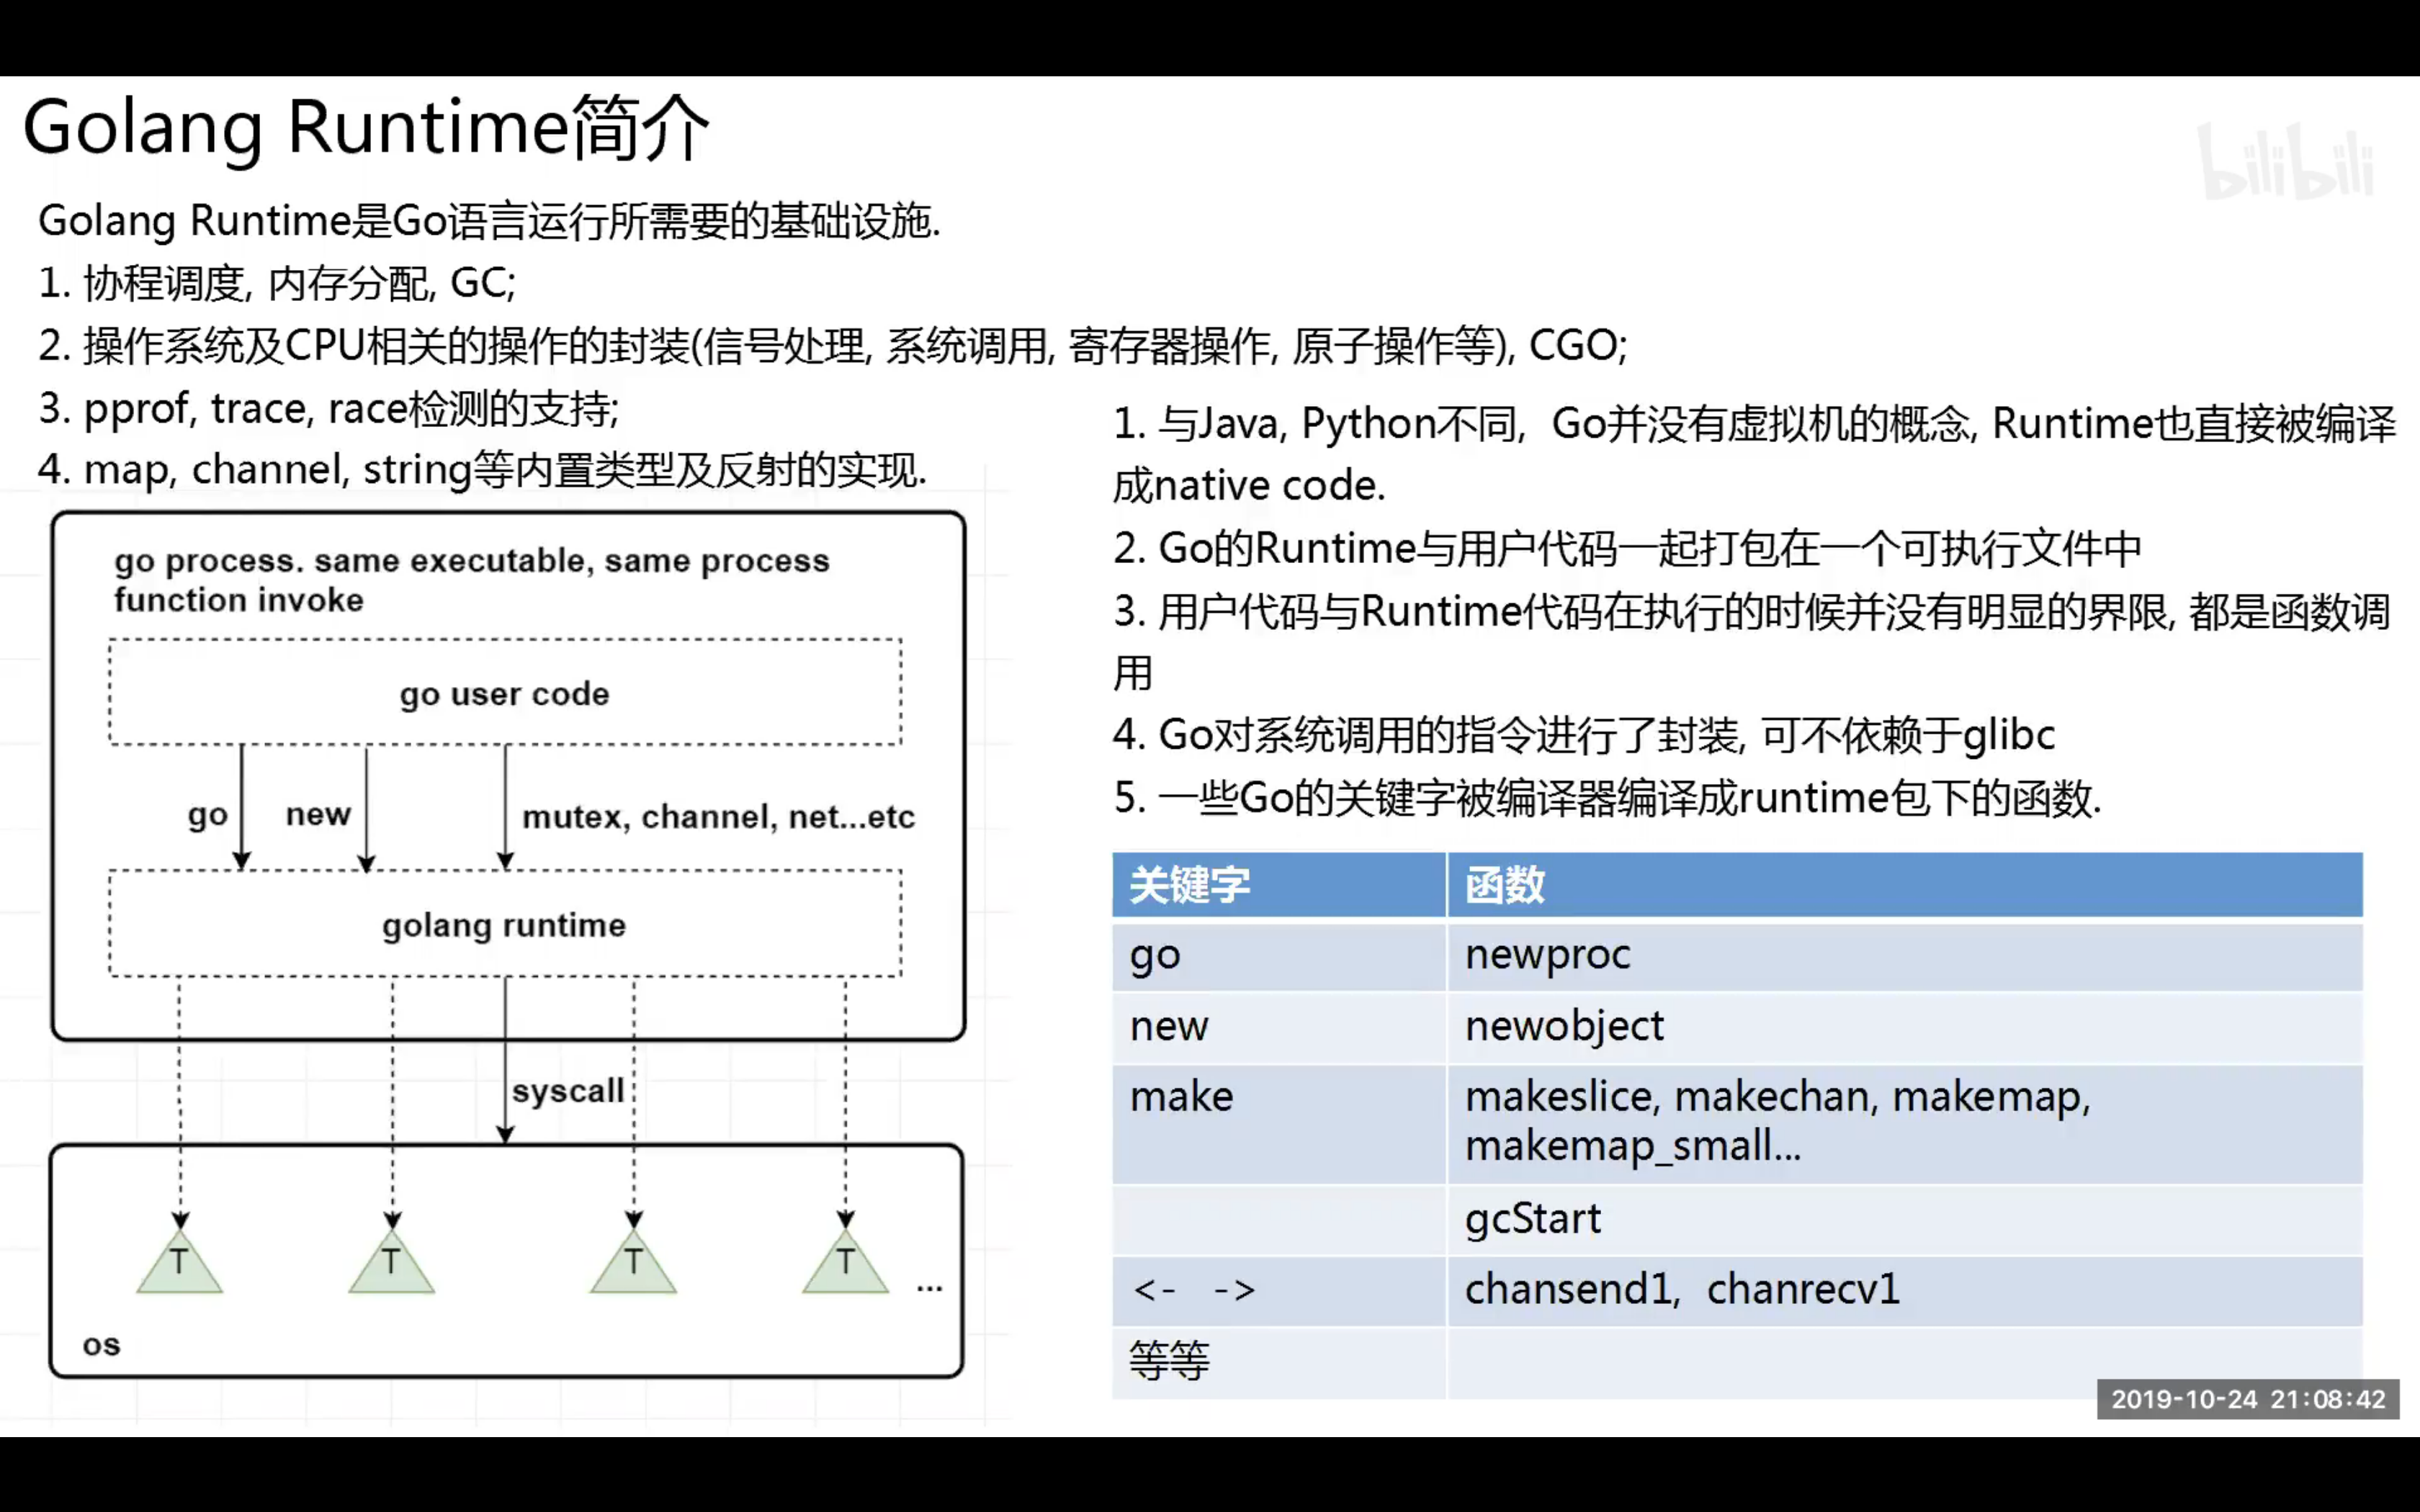 Golang Runtime简介
bilibili
Golang Runtime是Go语言运行所需要的基础设施.
1. 协程调度, 内存分配, GC;
2. 操作系统及CPU相关的操作的封装(信号处理, 系统调用, 寄存器操作, 原子操作等), CGO;
3. pprof, trace, race检测的支持;
4. map, channel, string等内置类型及反射的实现.
go process. same executable, same process
function invoke
go user code
go
new
mutex, channel, net...etc
golang runtime
syscall
T
T
T
T
...
os
1. 与Java, Python不同, Go并没有虚拟机的概念, Runtime也直接被编译
成native code.
2. Go的Runtime与用户代码一起打包在一个可执行文件中
3. 用户代码与Runtime代码在执行的时候并没有明显的界限, 都是函数调
用
4. Go对系统调用的指令进行了封装, 可不依赖于glibc
5. 一些Go的关键字被编译器编译成runtime包下的函数.
关键字 函数
go newproc
new newobject
make makeslice, makechan, makemap,
makemap_small...
gcStart
<- -> chansend1, chanrecv1
等等
2019-10-24 21:08:42